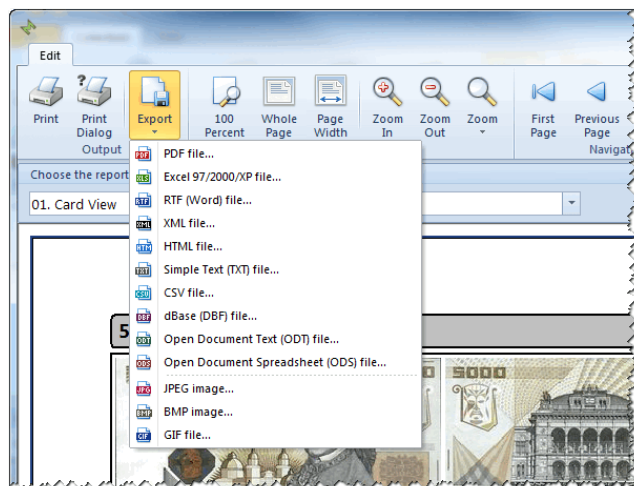 Edit
Print
Print Dialog
Export
100 Percent
Whole Page
Page Width
Zoom In
Zoom Out
Zoom
First Page
Previous Page
Output
Navigat
Choose the report
01. Card View
PDF file...
Excel 97/2000/XP file...
RTF (Word) file...
XML file...
HTML file...
Simple Text (TXT) file...
CSV file...
dBase (DBF) file...
Open Document Text (ODT) file...
Open Document Spreadsheet (ODS) file...
JPEG image...
BMP image...
GIF file...
5
5000